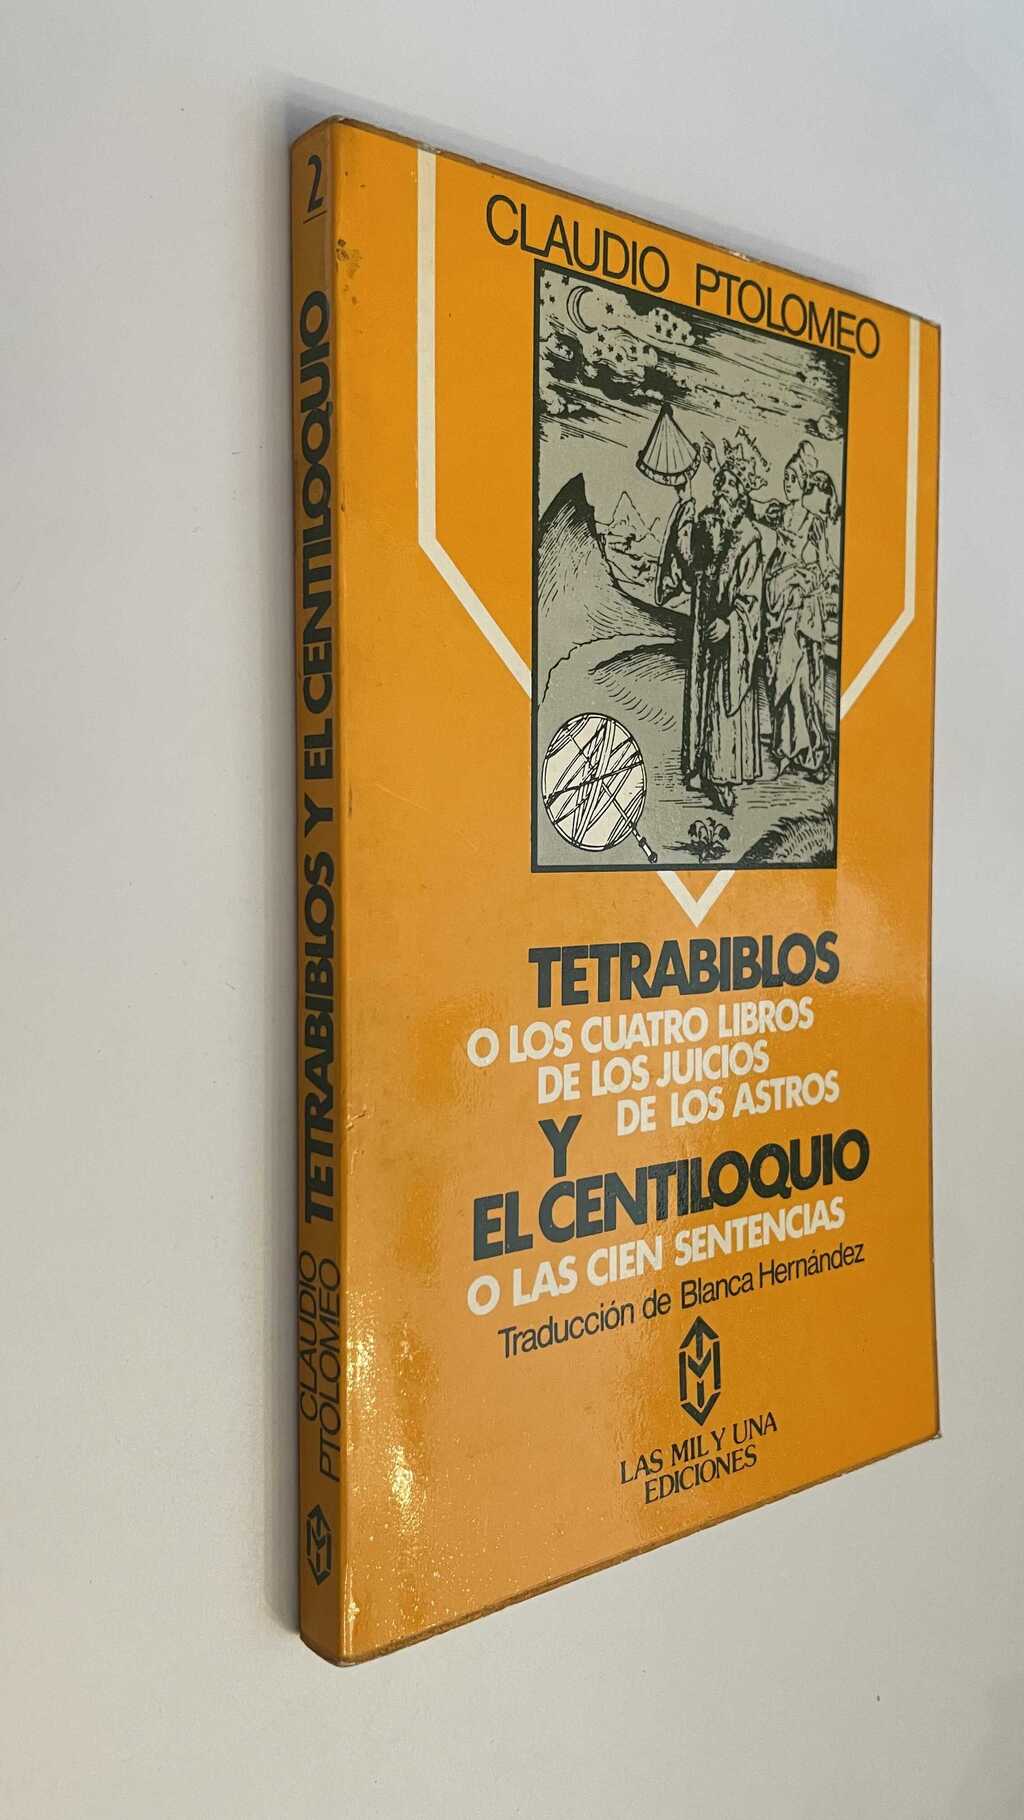 2
TETRABIBLOS Y EL CENTILOQUIO
CLAUDIO
PTOLOMEO
CLAUDIO PTOLOMEO
TETRABIBLOS
O LOS CUATRO LIBROS
DE LOS JUICIOS
DE LOS ASTROS
Y
EL CENTILOQUIO
O LAS CIEN SENTENCIAS
Traducción de Blanca Hernández
LAS MIL Y UNA
EDICIONES